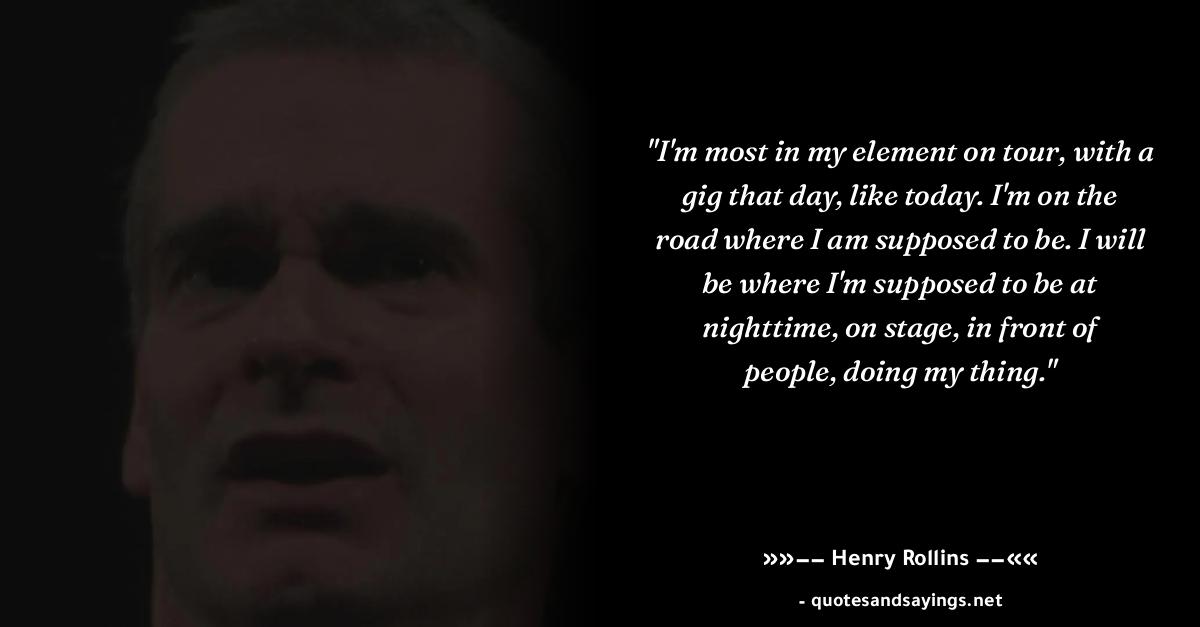 "I'm most in my element on tour, with a
gig that day, like today. I'm on the
road where I am supposed to be. I will
be where I'm supposed to be at
nighttime, on stage, in front of
people, doing my thing."
»»−− Henry Rollins −−««
- quotesandsayings.net